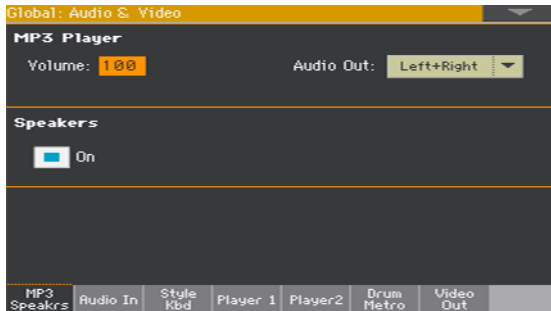 Global: Audio & Video
MP3 Player
Volume: 100 Audio Out: Left+Right
Speakers
On
MP3 Speakrs Audio In Style Kbd Player 1 Player2 Drum Metro Video Out